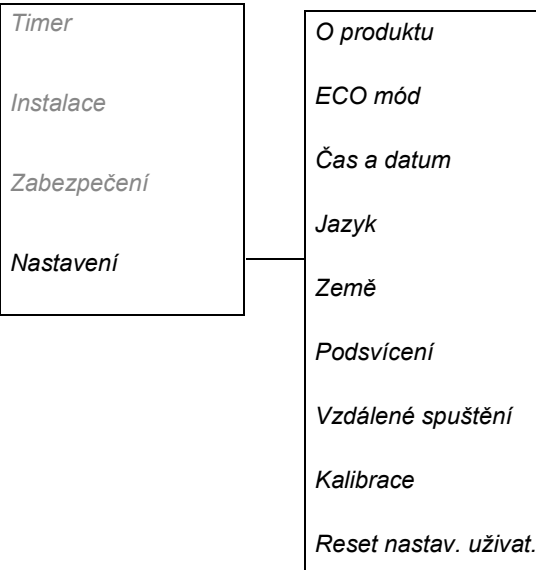 Timer
Instalace
Zabezpečení
Nastavení
O produktu
ECO mód
Čas a datum
Jazyk
Země
Podsvícení
Vzdálené spuštění
Kalibrace
Reset nastav. uživat.